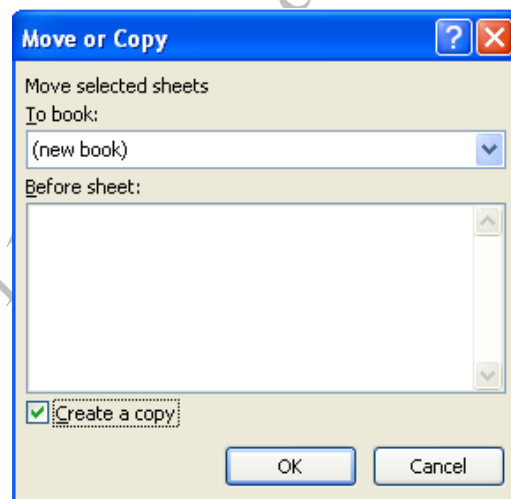 Move or Copy
Move selected sheets
To book:
(new book)
Before sheet:
Create a copy
OK Cancel